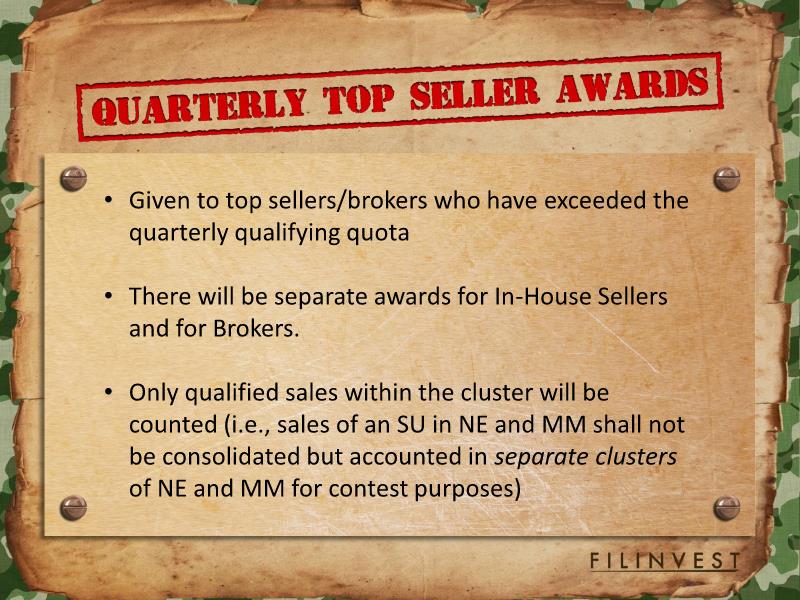 QUARTERLY TOP SELLER AWARDS
• Given to top sellers/brokers who have exceeded the
quarterly qualifying quota
• There will be separate awards for In-House Sellers
and for Brokers.
• Only qualified sales within the cluster will be
counted (i.e., sales of an SU in NE and MM shall not
be consolidated but accounted in separate clusters
of NE and MM for contest purposes)
FILINVEST